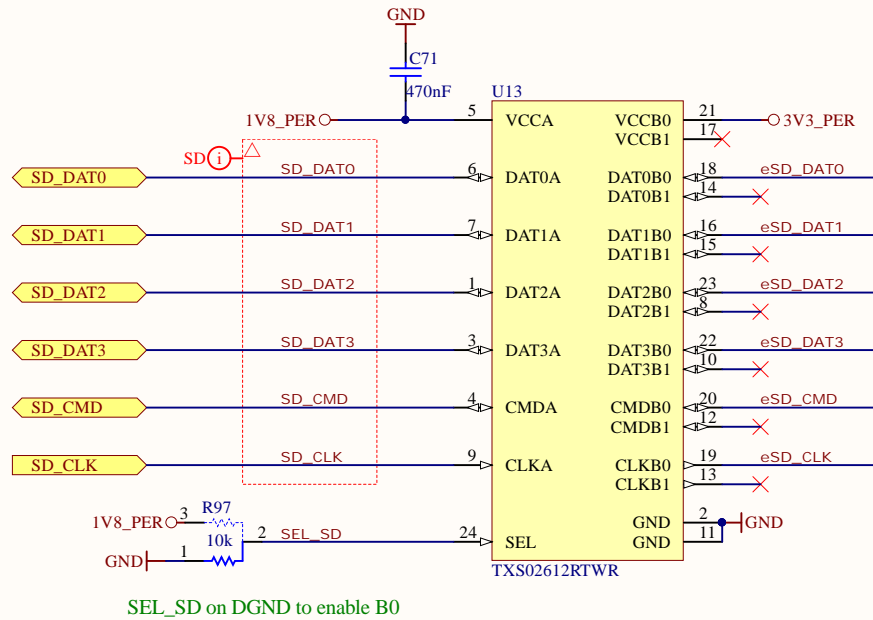 GND
C71
470nF
U13
1V8_PER 5 VCCA VCCB0 21 3V3_PER
VCCB1 17
SD i
SD_DAT0 SD_DAT0 6 DAT0A DAT0B0 18 eSD_DAT0
DAT0B1 14
SD_DAT1 SD_DAT1 7 DAT1A DAT1B0 16 eSD_DAT1
DAT1B1 15
SD_DAT2 SD_DAT2 1 DAT2A DAT2B0 23 eSD_DAT2
DAT2B1 8
SD_DAT3 SD_DAT3 3 DAT3A DAT3B0 22 eSD_DAT3
DAT3B1 10
SD_CMD SD_CMD 4 CMDA CMDB0 20 eSD_CMD
CMDB1 12
SD_CLK SD_CLK 9 CLKA CLKB0 19 eSD_CLK
CLKB1 13
R97
1V8_PER 3 GND 2 GND
10k
2 SEL_SD 24 SEL GND 11
GND 1
TXS02612RTWR
SEL_SD on DGND to enable B0